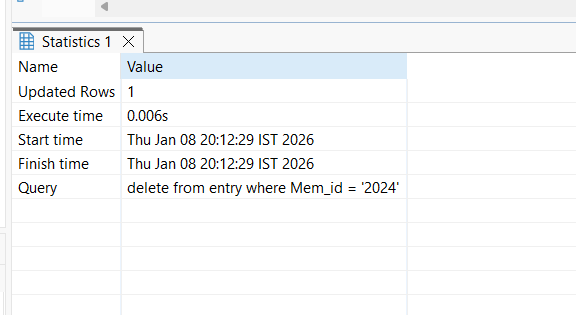 Statistics 1
Name Value
Updated Rows 1
Execute time 0.006s
Start time Thu Jan 08 20:12:29 IST 2026
Finish time Thu Jan 08 20:12:29 IST 2026
Query delete from entry where Mem_id = '2024'